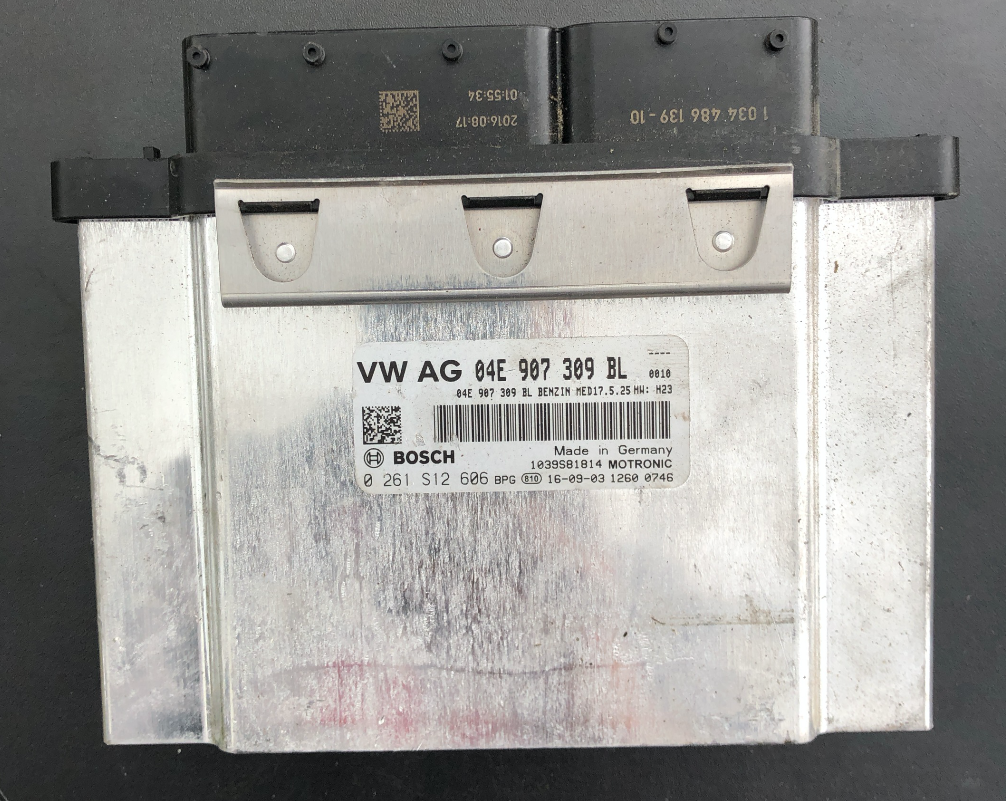 01:55:34
2016-08-17
1 034 486 139-10
VW AG 04E 907 309 BL ----
0010
04E 907 309 BL BENZIN MED17.5.25 HW: H23
BOSCH
Made in Germany
1039S81814 MOTRONIC
0 261 S12 606 BPG 810 16-09-03 1260 0746